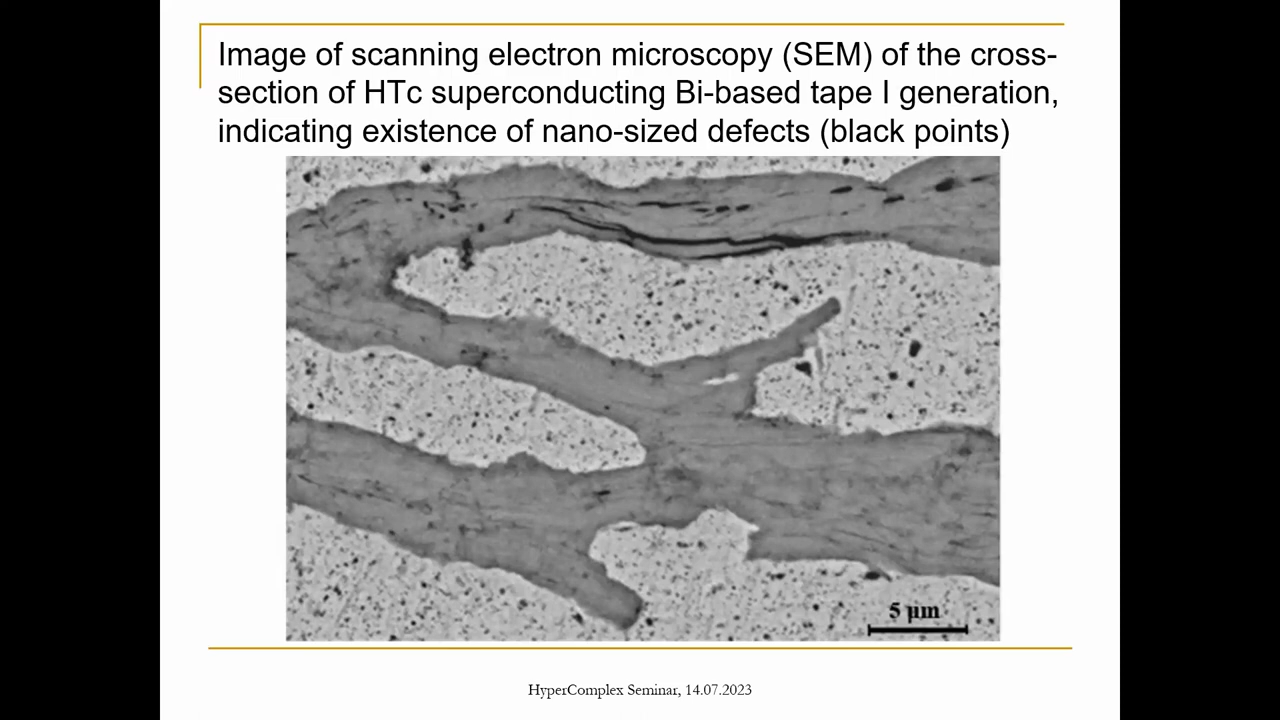 Image of scanning electron microscopy (SEM) of the cross-
section of HTc superconducting Bi-based tape I generation,
indicating existence of nano-sized defects (black points)
5 μm
HyperComplex Seminar, 14.07.2023